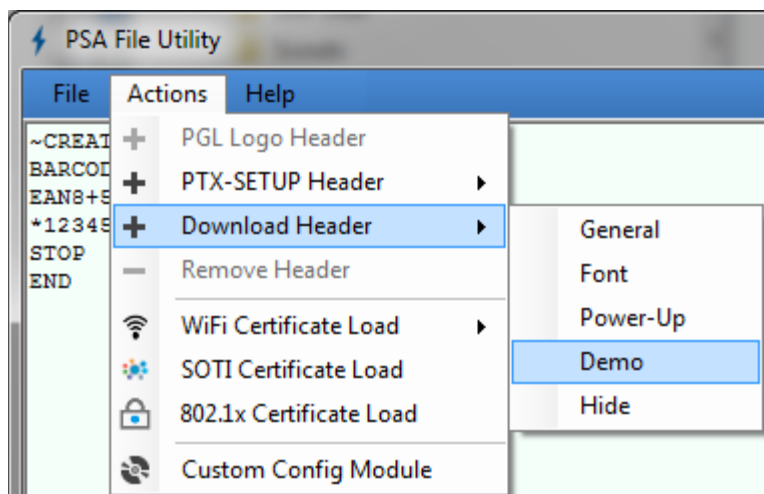 PSA File Utility
File Actions Help
~CREAT
BARCOD
EAN8+5
*12345
STOP
END
PGL Logo Header
PTX-SETUP Header
Download Header
Remove Header
WiFi Certificate Load
SOTI Certificate Load
802.1x Certificate Load
Custom Config Module
General
Font
Power-Up
Demo
Hide